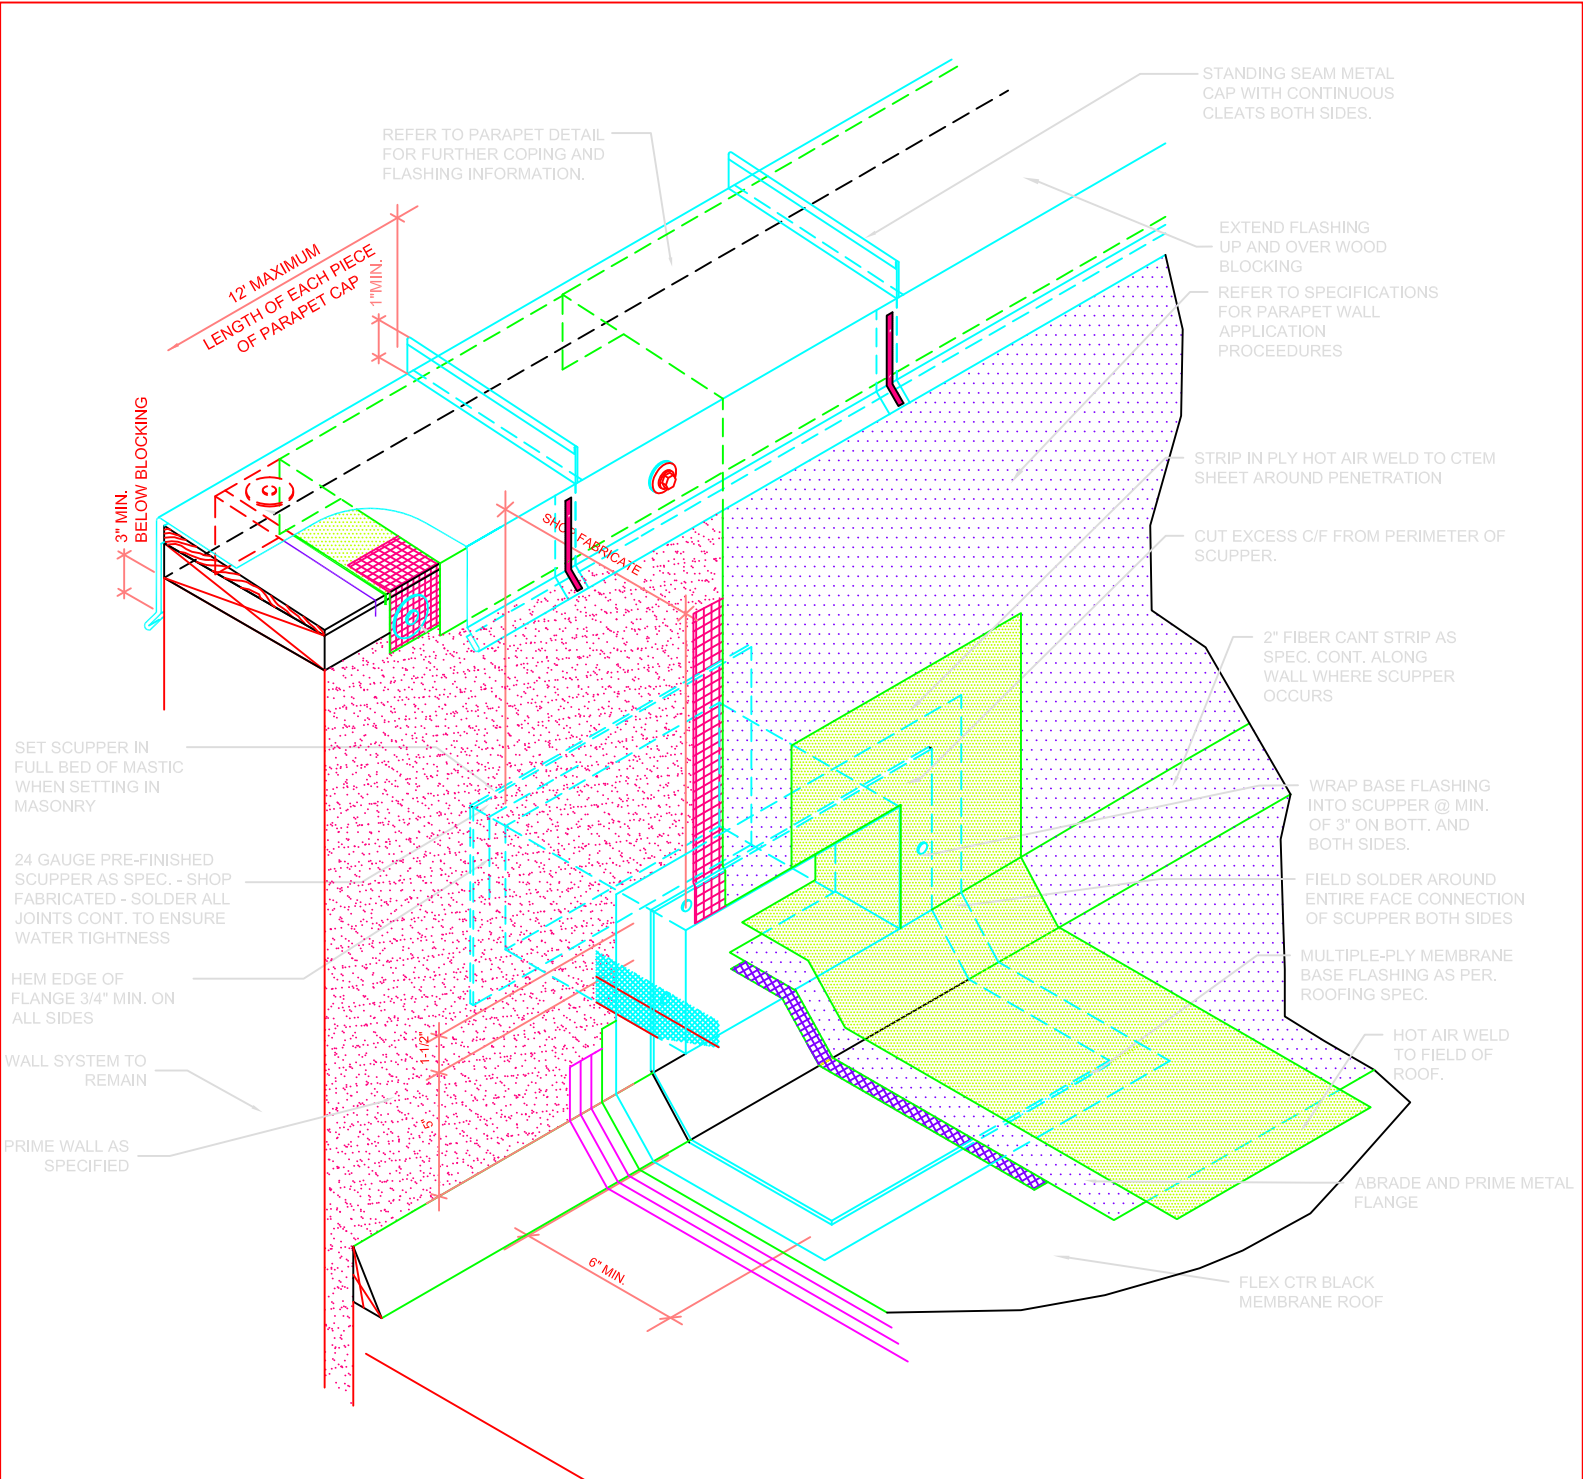 STANDING SEAM METAL
CAP WITH CONTINUOUS
CLEATS BOTH SIDES.
REFER TO PARAPET DETAIL
FOR FURTHER COPING AND
FLASHING INFORMATION.
12' MAXIMUM
LENGTH OF EACH PIECE
OF PARAPET CAP
1"MIN.
EXTEND FLASHING
UP AND OVER WOOD
BLOCKING
REFER TO SPECIFICATIONS
FOR PARAPET WALL
APPLICATION
PROCEEDURES
3" MIN.
BELOW BLOCKING
SHOP FABRICATE
STRIP IN PLY HOT AIR WELD TO CTEM
SHEET AROUND PENETRATION
CUT EXCESS C/F FROM PERIMETER OF
SCUPPER.
2" FIBER CANT STRIP AS
SPEC. CONT. ALONG
WALL WHERE SCUPPER
OCCURS
SET SCUPPER IN
FULL BED OF MASTIC
WHEN SETTING IN
MASONRY
WRAP BASE FLASHING
INTO SCUPPER @ MIN.
OF 3" ON BOTT. AND
BOTH SIDES.
24 GAUGE PRE-FINISHED
SCUPPER AS SPEC. - SHOP
FABRICATED - SOLDER ALL
JOINTS CONT. TO ENSURE
WATER TIGHTNESS
FIELD SOLDER AROUND
ENTIRE FACE CONNECTION
OF SCUPPER BOTH SIDES
HEM EDGE OF
FLANGE 3/4" MIN. ON
ALL SIDES
MULTIPLE-PLY MEMBRANE
BASE FLASHING AS PER.
ROOFING SPEC.
1 1/2"
HOT AIR WELD
TO FIELD OF
ROOF.
WALL SYSTEM TO
REMAIN
5"
PRIME WALL AS
SPECIFIED
ABRADE AND PRIME METAL
FLANGE
6" MIN.
FLEX CTR BLACK
MEMBRANE ROOF